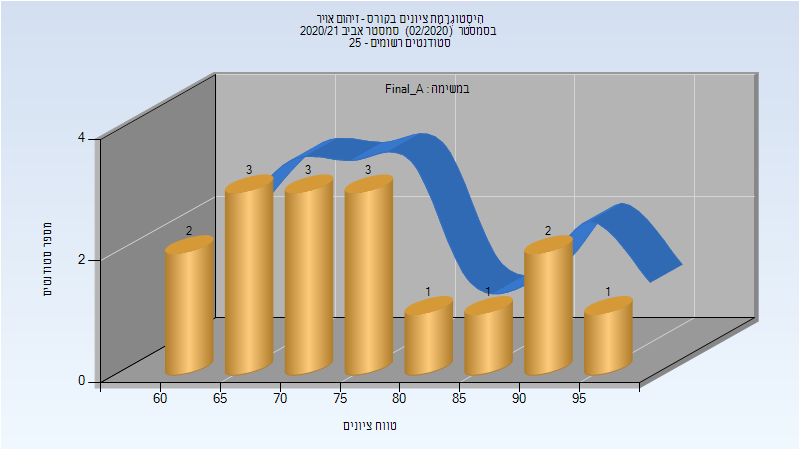 היסטוגרמת ציונים בקורס - זיהום אויר
בסמסטר (02/2020) סמסטר אביב 2020/21
סטודנטים רשומים - 25
במשימה : Final_A
4
2
0
מספר סטודנטים
2
3
3
3
1
1
2
1
60 65 70 75 80 85 90 95
טווח ציונים